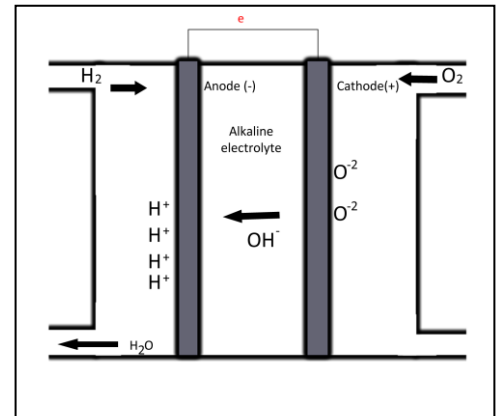 e
H₂
Anode (-)
Cathode(+)
O₂
Alkaline
electrolyte
O⁻²
H⁺
O⁻²
H⁺
OH⁻
H⁺
H⁺
H₂O